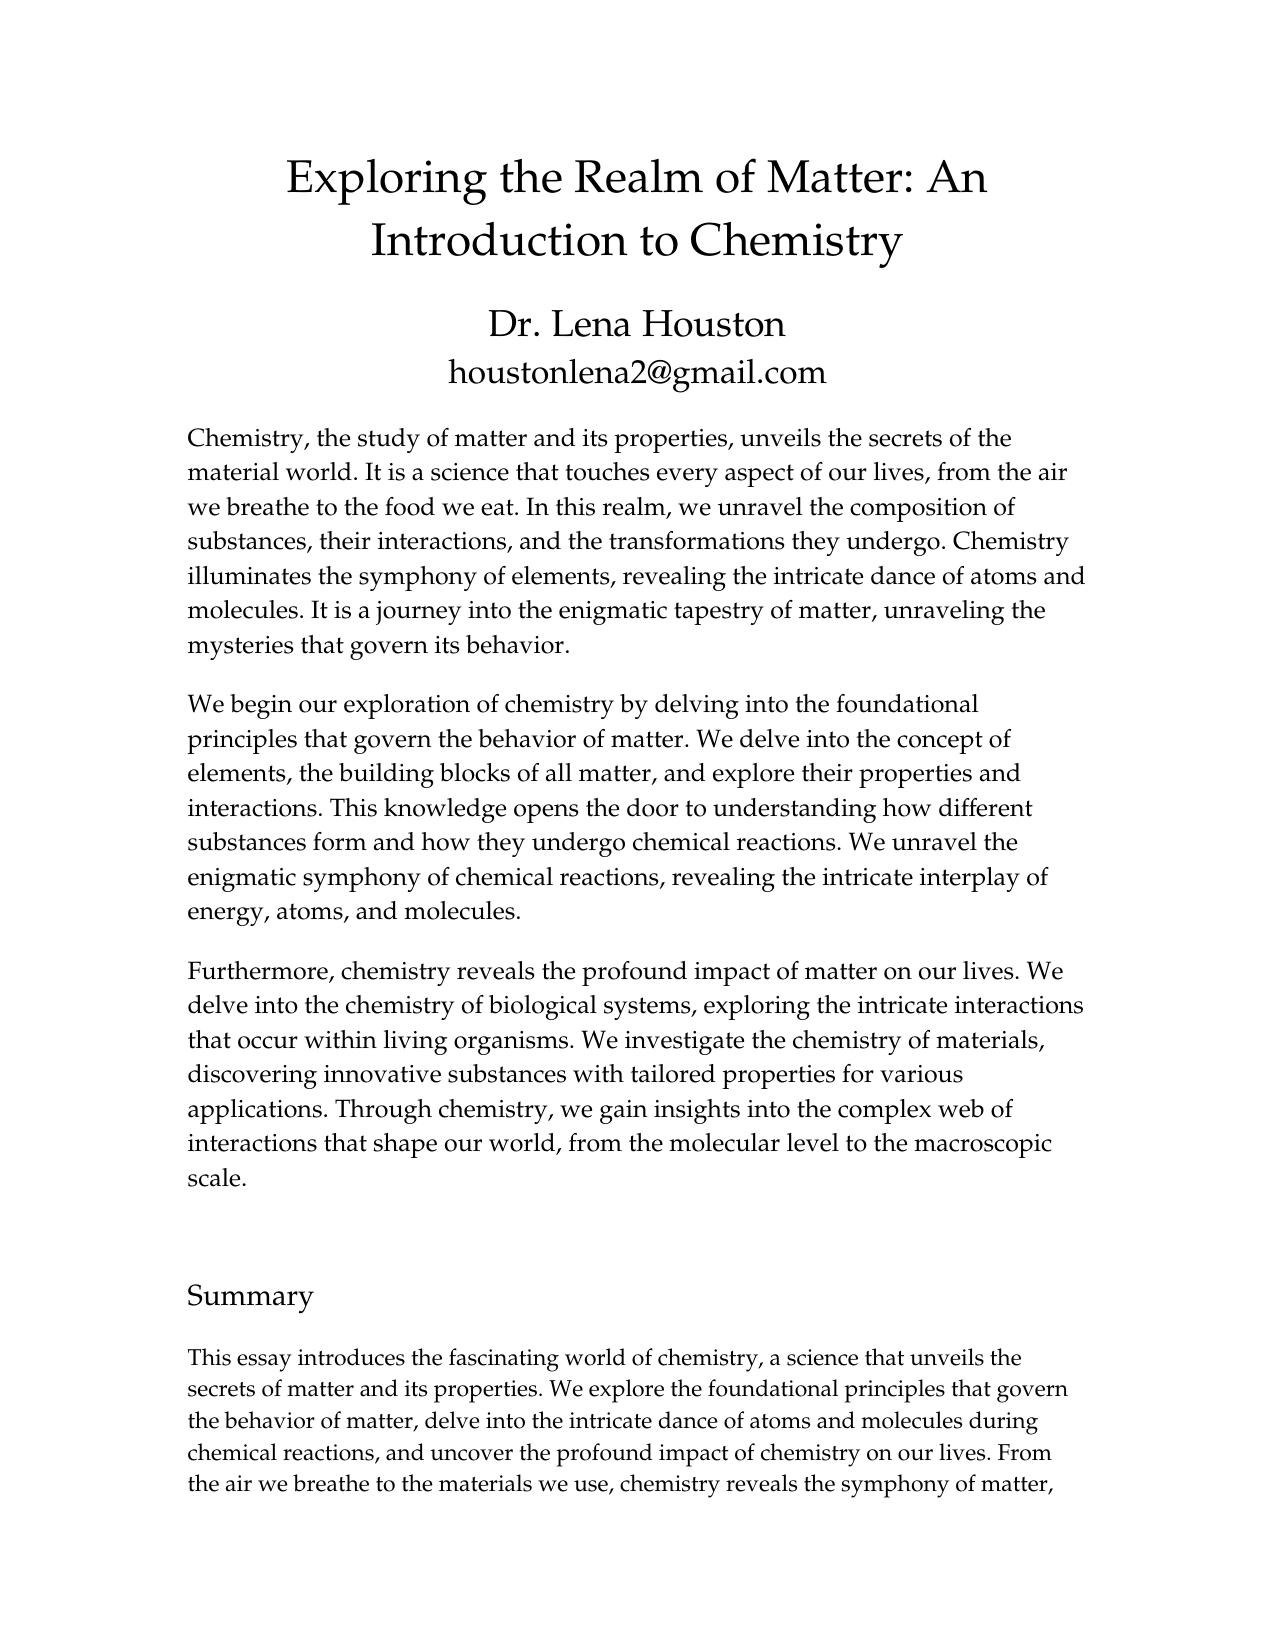 Exploring the Realm of Matter: An
Introduction to Chemistry
Dr. Lena Houston
houstonlena2@gmail.com
Chemistry, the study of matter and its properties, unveils the secrets of the
material world. It is a science that touches every aspect of our lives, from the air
we breathe to the food we eat. In this realm, we unravel the composition of
substances, their interactions, and the transformations they undergo. Chemistry
illuminates the symphony of elements, revealing the intricate dance of atoms and
molecules. It is a journey into the enigmatic tapestry of matter, unraveling the
mysteries that govern its behavior.
We begin our exploration of chemistry by delving into the foundational
principles that govern the behavior of matter. We delve into the concept of
elements, the building blocks of all matter, and explore their properties and
interactions. This knowledge opens the door to understanding how different
substances form and how they undergo chemical reactions. We unravel the
enigmatic symphony of chemical reactions, revealing the intricate interplay of
energy, atoms, and molecules.
Furthermore, chemistry reveals the profound impact of matter on our lives. We
delve into the chemistry of biological systems, exploring the intricate interactions
that occur within living organisms. We investigate the chemistry of materials,
discovering innovative substances with tailored properties for various
applications. Through chemistry, we gain insights into the complex web of
interactions that shape our world, from the molecular level to the macroscopic
scale.
Summary
This essay introduces the fascinating world of chemistry, a science that unveils the
secrets of matter and its properties. We explore the foundational principles that govern
the behavior of matter, delve into the intricate dance of atoms and molecules during
chemical reactions, and uncover the profound impact of chemistry on our lives. From
the air we breathe to the materials we use, chemistry reveals the symphony of matter,